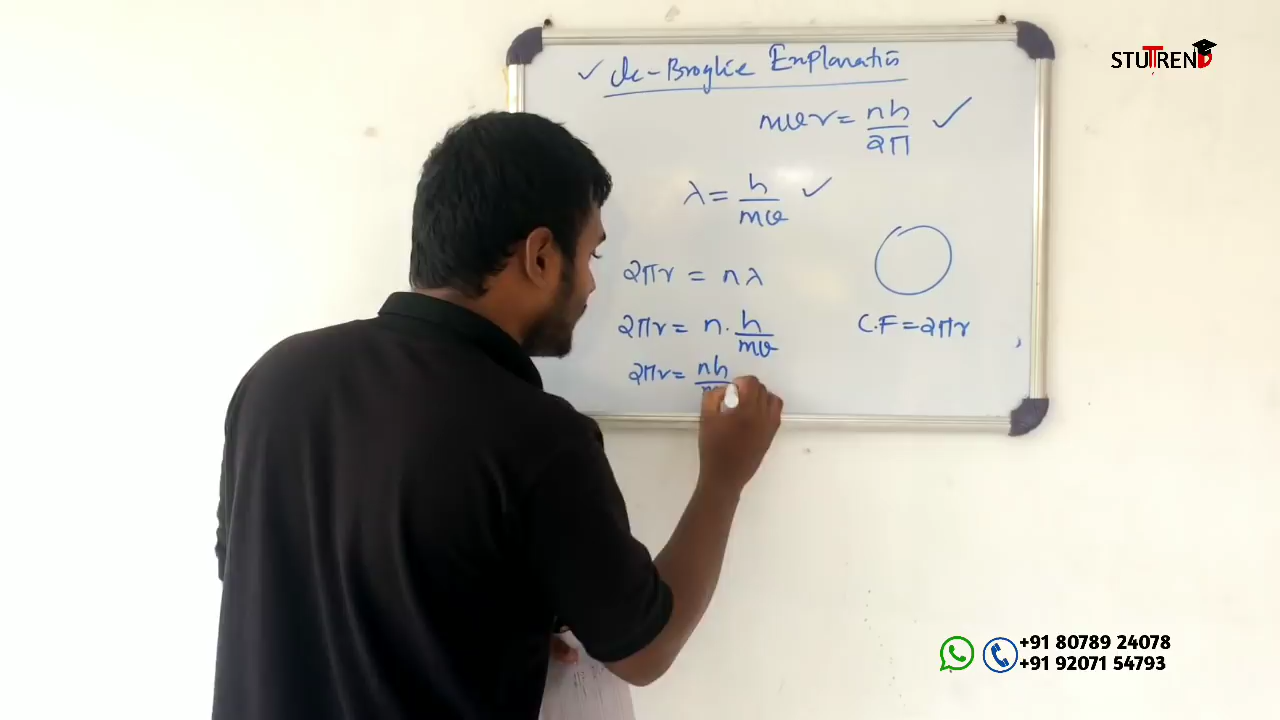 ✓ de-Broglie Explanation
mvr = nh/2π ✓
λ = h/mv ✓
2πr = nλ
2πr = n · h/mv
2πr = nh/
C.F = 2πr
STUTREND
+91 80789 24078
+91 92071 54793